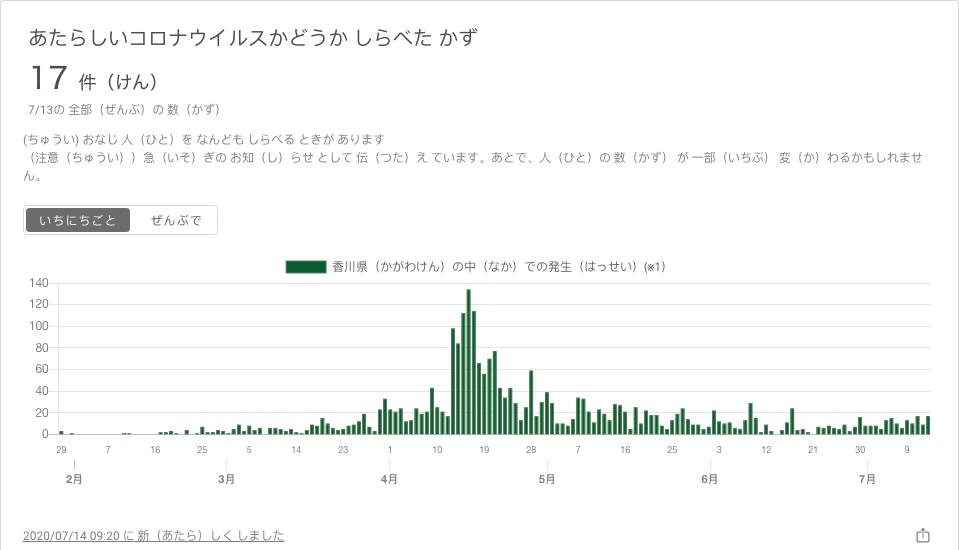 あたらしいコロナウイルスかどうか しらべた かず
17 件（けん）
7/13の 全部（ぜんぶ）の 数（かず）
(ちゅうい) おなじ 人（ひと）を なんども しらべる ときが あります
（注意（ちゅうい））急（いそ）ぎの お知（し）らせ として 伝（つた）え ています。あとで、人（ひと）の 数（かず） が 一部（いちぶ） 変（か）わるかもしれませ
ん。
いちにちごと ぜんぶで
香川県（かがわけん）の中（なか）での発生（はっせい）(※1)
140
120
100
80
60
40
20
0
29 7 16 25 5 14 23 1 10 19 28 7 16 25 3 12 21 30 9
2月 3月 4月 5月 6月 7月
2020/07/14 09:20 に 新（あたら）しく しました